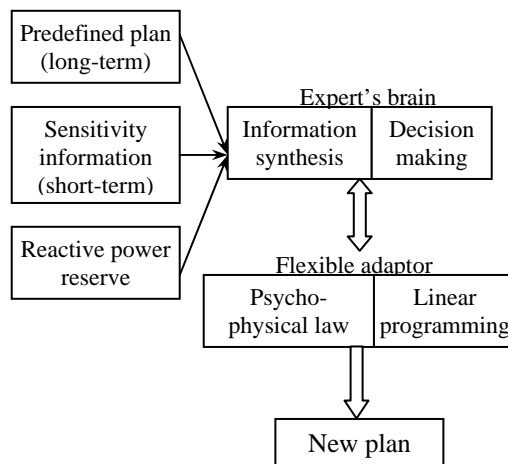 Predefined plan
(long-term)
Sensitivity
information
(short-term)
Reactive power
reserve
Expert's brain
Information
synthesis
Decision
making
Flexible adaptor
Psycho-
physical law
Linear
programming
New plan